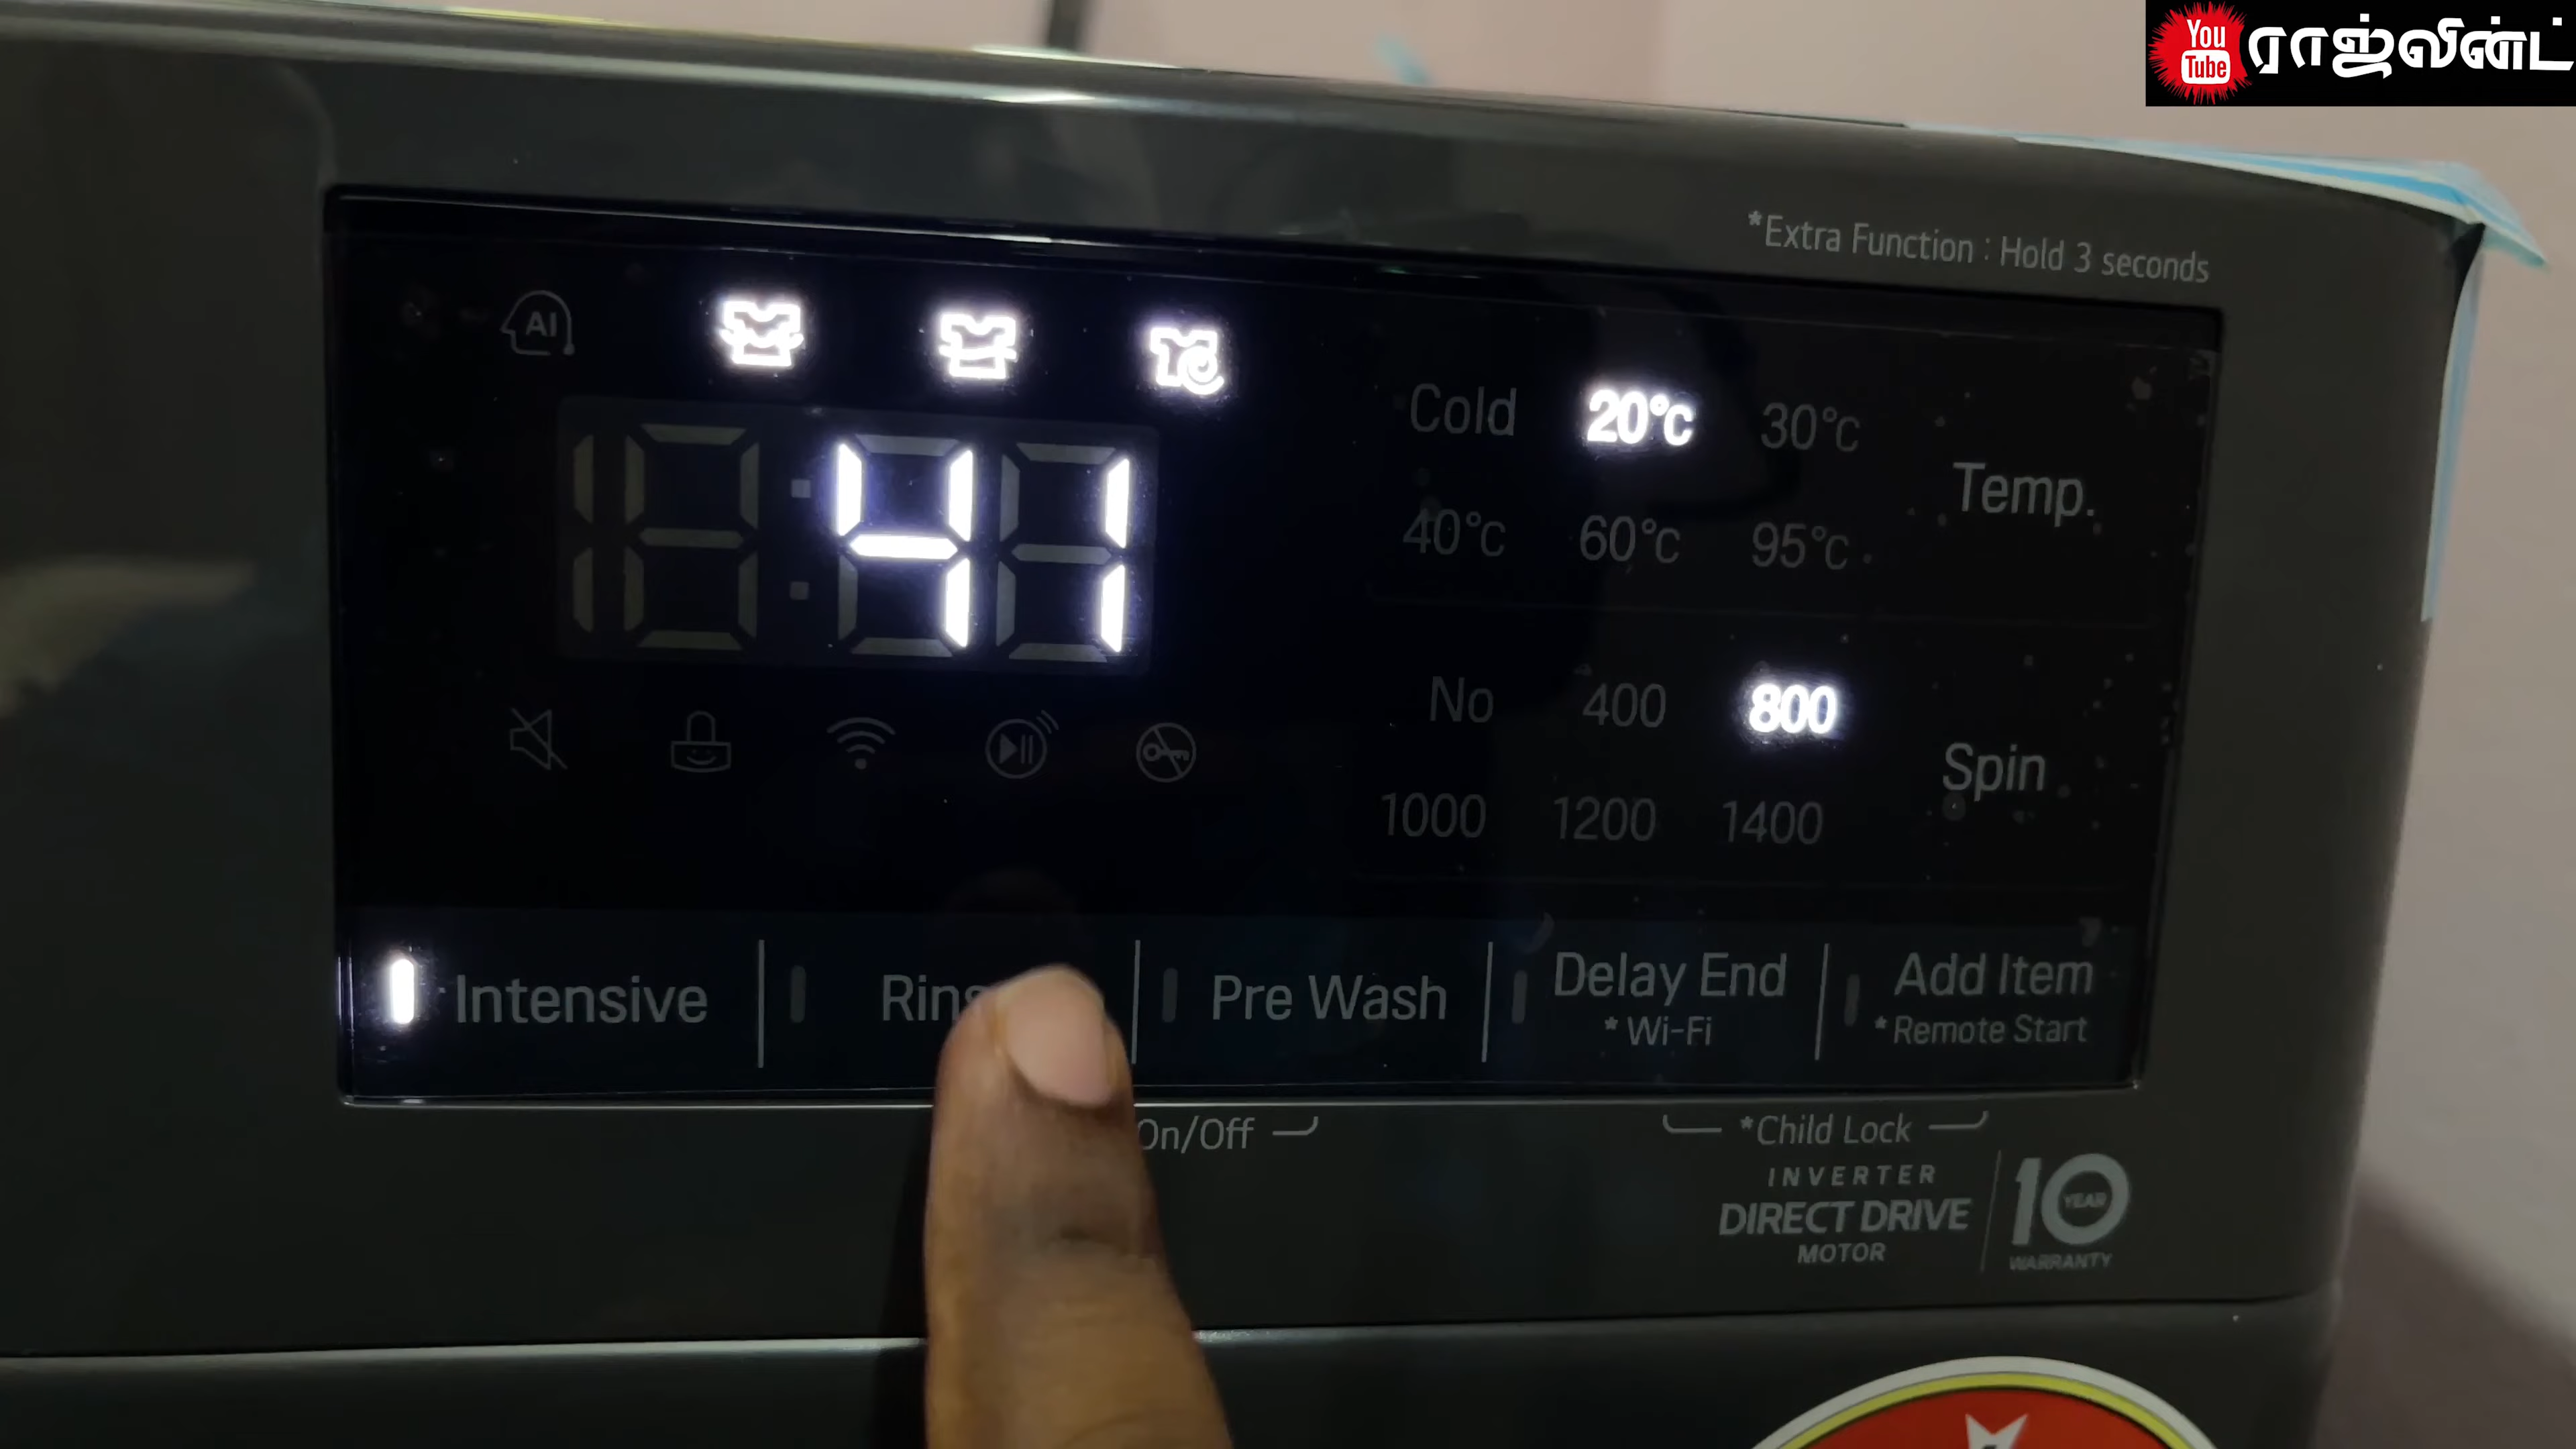 You
Tube
ராஜ்லிண்ட்
*Extra Function : Hold 3 seconds
AI
41
Cold 20°C 30°C
40°C 60°C 95°C
Temp.
No 400 800
1000 1200 1400
Spin
Intensive
Pre Wash
Delay End
* Wi-Fi
Add Item
* Remote Start
On/Off
*Child Lock
INVERTER
DIRECT DRIVE
MOTOR
10
YEAR
WARRANTY